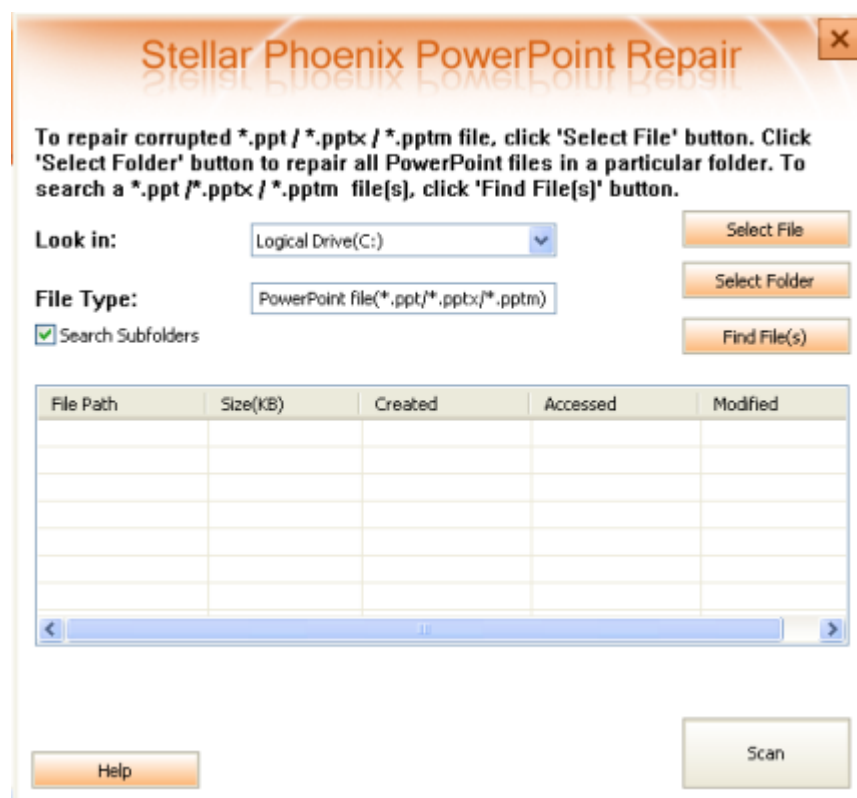 Stellar Phoenix PowerPoint Repair
To repair corrupted *.ppt / *.pptx / *.pptm file, click 'Select File' button. Click
'Select Folder' button to repair all PowerPoint files in a particular folder. To
search a *.ppt /*.pptx / *.pptm file(s), click 'Find File(s)' button.
Look in:
Logical Drive(C:)
Select File
Select Folder
File Type:
PowerPoint file(*.ppt/*.pptx/*.pptm)
Search Subfolders
Find File(s)
File Path Size(KB) Created Accessed Modified
Scan
Help